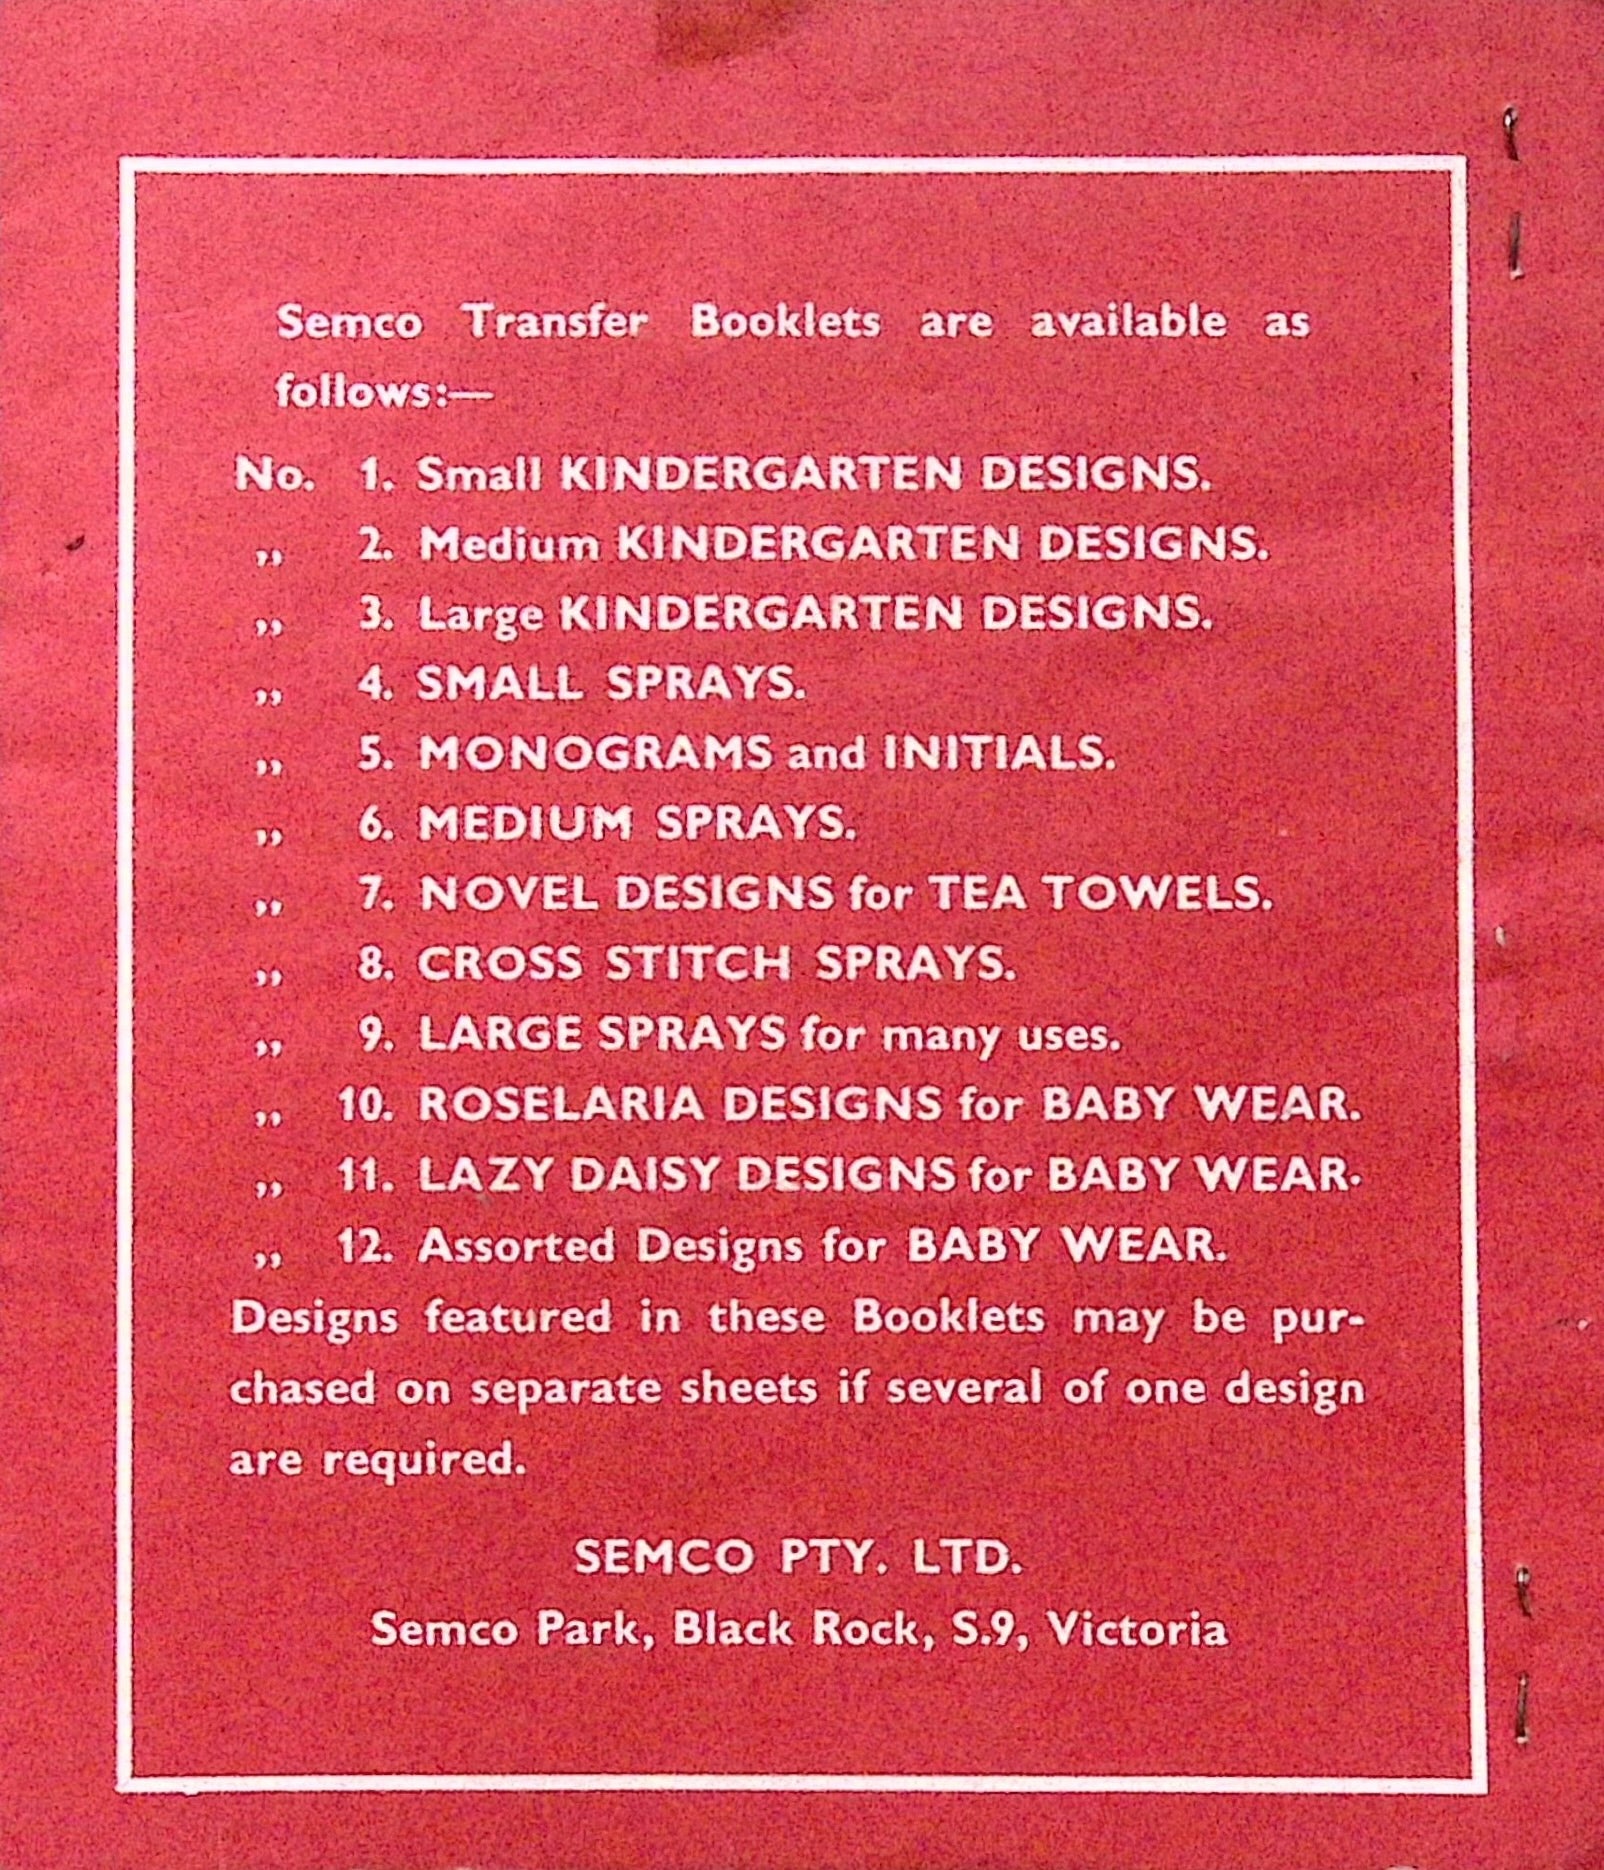 Semco Transfer Booklets are available as
follows:—
No. 1. Small KINDERGARTEN DESIGNS.
„ 2. Medium KINDERGARTEN DESIGNS.
„ 3. Large KINDERGARTEN DESIGNS.
„ 4. SMALL SPRAYS.
„ 5. MONOGRAMS and INITIALS.
„ 6. MEDIUM SPRAYS.
„ 7. NOVEL DESIGNS for TEA TOWELS.
„ 8. CROSS STITCH SPRAYS.
„ 9. LARGE SPRAYS for many uses.
„ 10. ROSELARIA DESIGNS for BABY WEAR.
„ 11. LAZY DAISY DESIGNS for BABY WEAR.
„ 12. Assorted Designs for BABY WEAR.
Designs featured in these Booklets may be pur-
chased on separate sheets if several of one design
are required.
SEMCO PTY. LTD.
Semco Park, Black Rock, S.9, Victoria